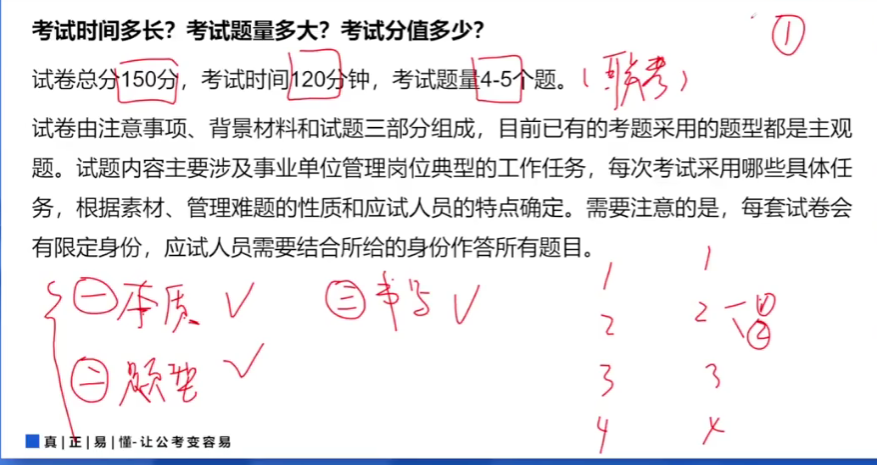 考试时间多长？考试题量多大？考试分值多少？
①
试卷总分150分，考试时间120分钟，考试题量4-5个题。（联考）
试卷由注意事项、背景材料和试题三部分组成，目前已有的考题采用的题型都是主观
题。试题内容主要涉及事业单位管理岗位典型的工作任务，每次考试采用哪些具体任
务，根据素材、管理难题的性质和应试人员的特点确定。需要注意的是，每套试卷会
有限定身份，应试人员需要结合所给的身份作答所有题目。
㊀本质 ✓
㊂书写 ✓
㊁题型 ✓
1
2
3
4
1
2 ①
②
3
4
真|正|易|懂-让公考变容易